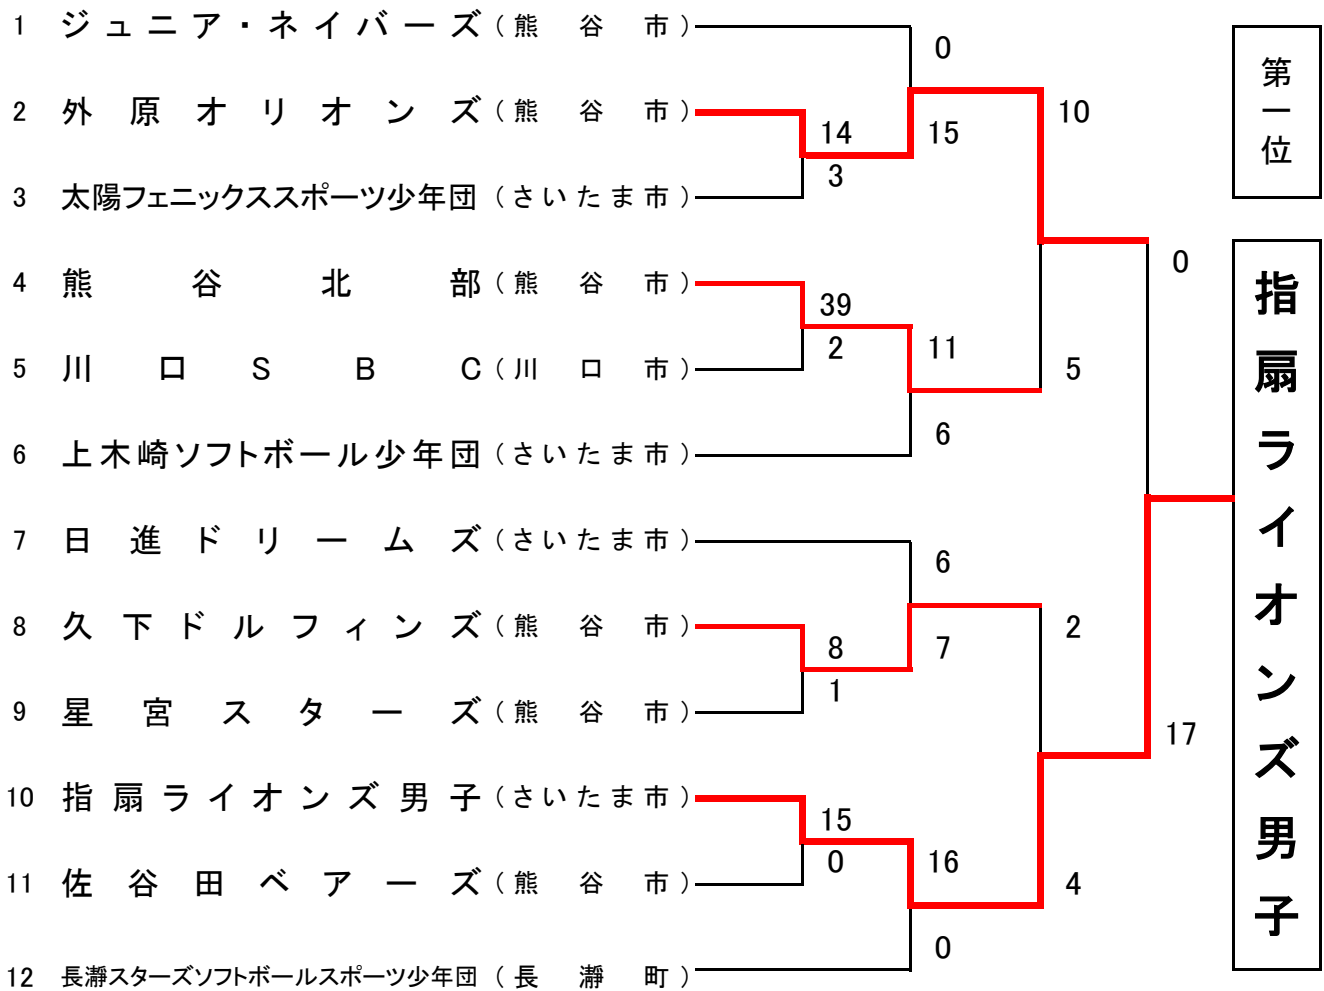 1 ジュニア・ネイバーズ(熊谷市)
0
2 外原オリオンズ(熊谷市)
10
14
15
3
3 太陽フェニックススポーツ少年団(さいたま市)
4 熊谷北部(熊谷市)
0
39
2
11
5 川口SBC(川口市)
5
6
6 上木崎ソフトボール少年団(さいたま市)
7 日進ドリームズ(さいたま市)
6
8 久下ドルフィンズ(熊谷市)
2
8
7
1
9 星宮スターズ(熊谷市)
17
10 指扇ライオンズ男子(さいたま市)
15
0
16
11 佐谷田ベアーズ(熊谷市)
4
0
12 長瀞スターズソフトボールスポーツ少年団(長瀞町)
第一位
指扇ライオンズ男子